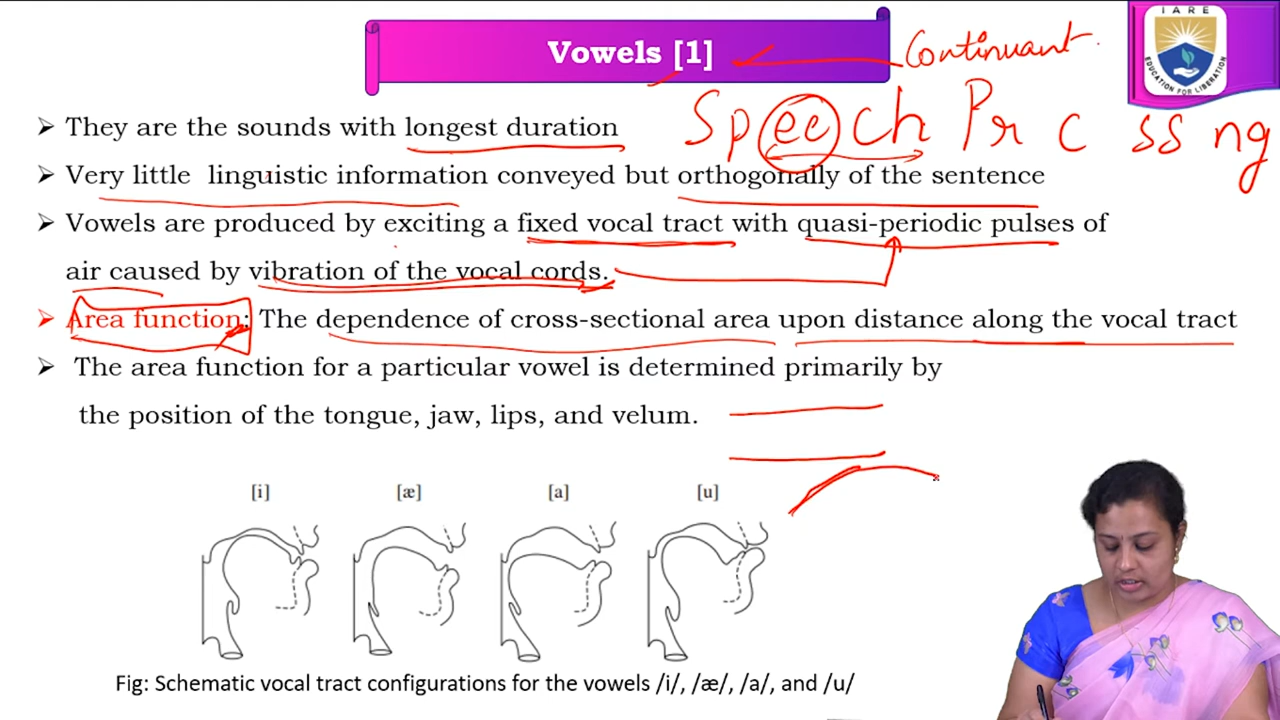 IARE
EDUCATION FOR LIBERATION
Vowels [1]
Continuant.
Speech Pr c ss ng
➢ They are the sounds with longest duration
➢ Very little linguistic information conveyed but orthogonally of the sentence
➢ Vowels are produced by exciting a fixed vocal tract with quasi-periodic pulses of
air caused by vibration of the vocal cords.
➢ Area function: The dependence of cross-sectional area upon distance along the vocal tract
➢ The area function for a particular vowel is determined primarily by
the position of the tongue, jaw, lips, and velum.
[i] [æ] [a] [u]
Fig: Schematic vocal tract configurations for the vowels /i/, /æ/, /a/, and /u/